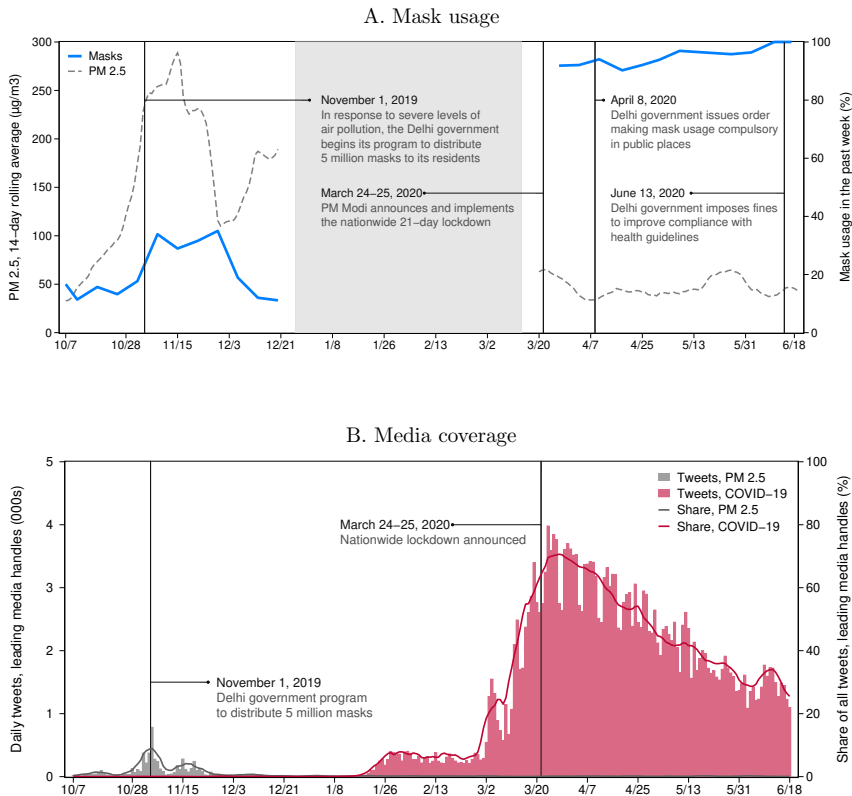 A. Mask usage
PM 2.5, 14−day rolling average (µg/m3)
Mask usage in the past week (%)
300
250
200
150
100
50
0
100
80
60
40
20
0
Masks
PM 2.5
November 1, 2019
In response to severe levels of
air pollution, the Delhi government
begins its program to distribute
5 million masks to its residents
March 24−25, 2020
PM Modi announces and implements
the nationwide 21−day lockdown
April 8, 2020
Delhi government issues order
making mask usage compulsory
in public places
June 13, 2020
Delhi government imposes fines
to improve compliance with
health guidelines
10/7 10/28 11/15 12/3 12/21 1/8 1/26 2/13 3/2 3/20 4/7 4/25 5/13 5/31 6/18
B. Media coverage
Daily tweets, leading media handles (000s)
Share of all tweets, leading media handles (%)
5
4
3
2
1
0
100
80
60
40
20
0
Tweets, PM 2.5
Tweets, COVID−19
Share, PM 2.5
Share, COVID−19
March 24−25, 2020
Nationwide lockdown announced
November 1, 2019
Delhi government program
to distribute 5 million masks
10/7 10/28 11/15 12/3 12/21 1/8 1/26 2/13 3/2 3/20 4/7 4/25 5/13 5/31 6/18